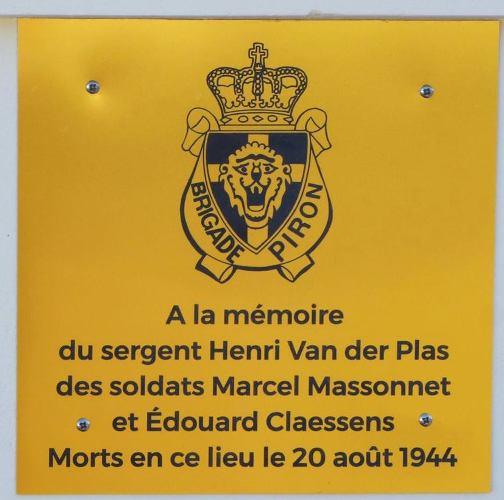 BRIGADE PIRON
A la mémoire
du sergent Henri Van der Plas
des soldats Marcel Massonnet
et Édouard Claessens
Morts en ce lieu le 20 août 1944